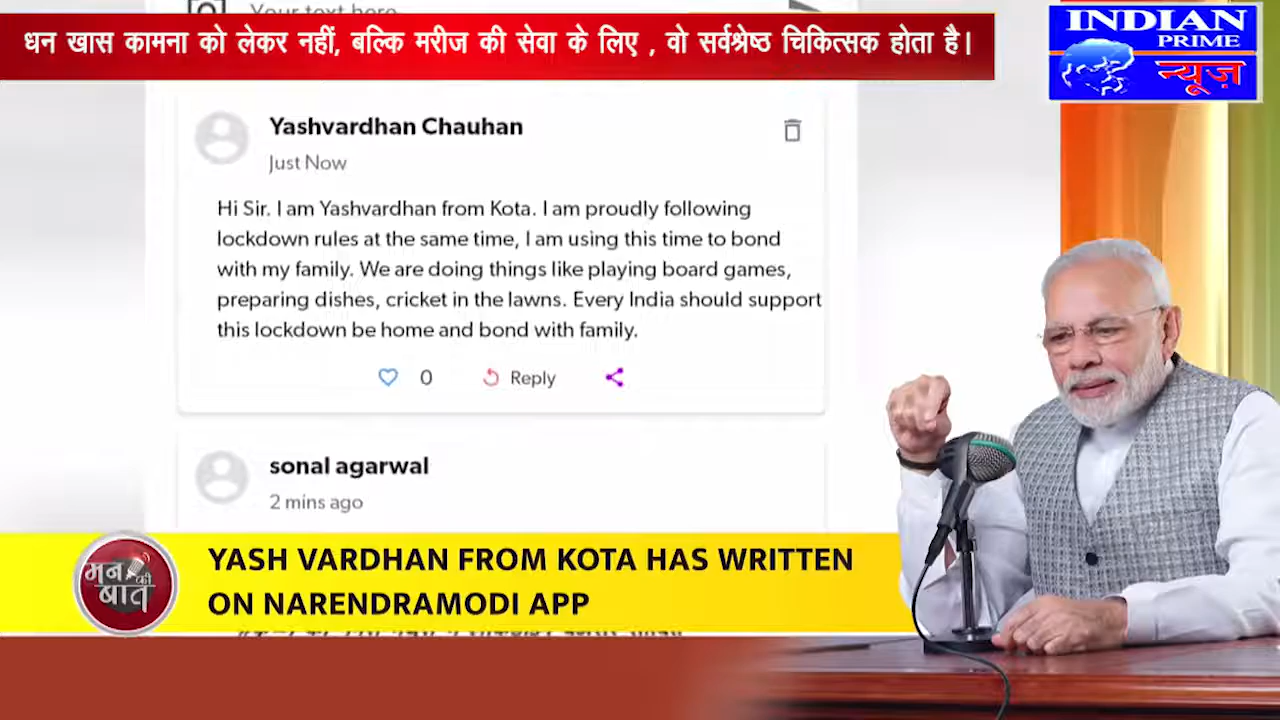 Your text here
धन खास कामना को लेकर नहीं, बल्कि मरीज की सेवा के लिए , वो सर्वश्रेष्ठ चिकित्सक होता है।
INDIAN
PRIME
न्यूज़
Yashvardhan Chauhan
Just Now
Hi Sir. I am Yashvardhan from Kota. I am proudly following
lockdown rules at the same time, I am using this time to bond
with my family. We are doing things like playing board games,
preparing dishes, cricket in the lawns. Every India should support
this lockdown be home and bond with family.
0 Reply
sonal agarwal
2 mins ago
मन की
बात
YASH VARDHAN FROM KOTA HAS WRITTEN
ON NARENDRAMODI APP